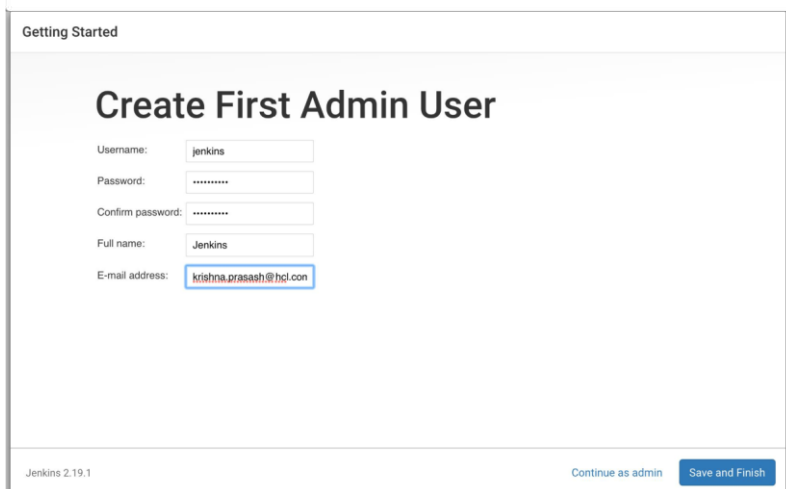 Getting Started
Create First Admin User
Username: jenkins
Password: ••••••••••
Confirm password: ••••••••••
Full name: Jenkins
E-mail address: krishna.prasash@hcl.com
Jenkins 2.19.1 Continue as admin Save and Finish